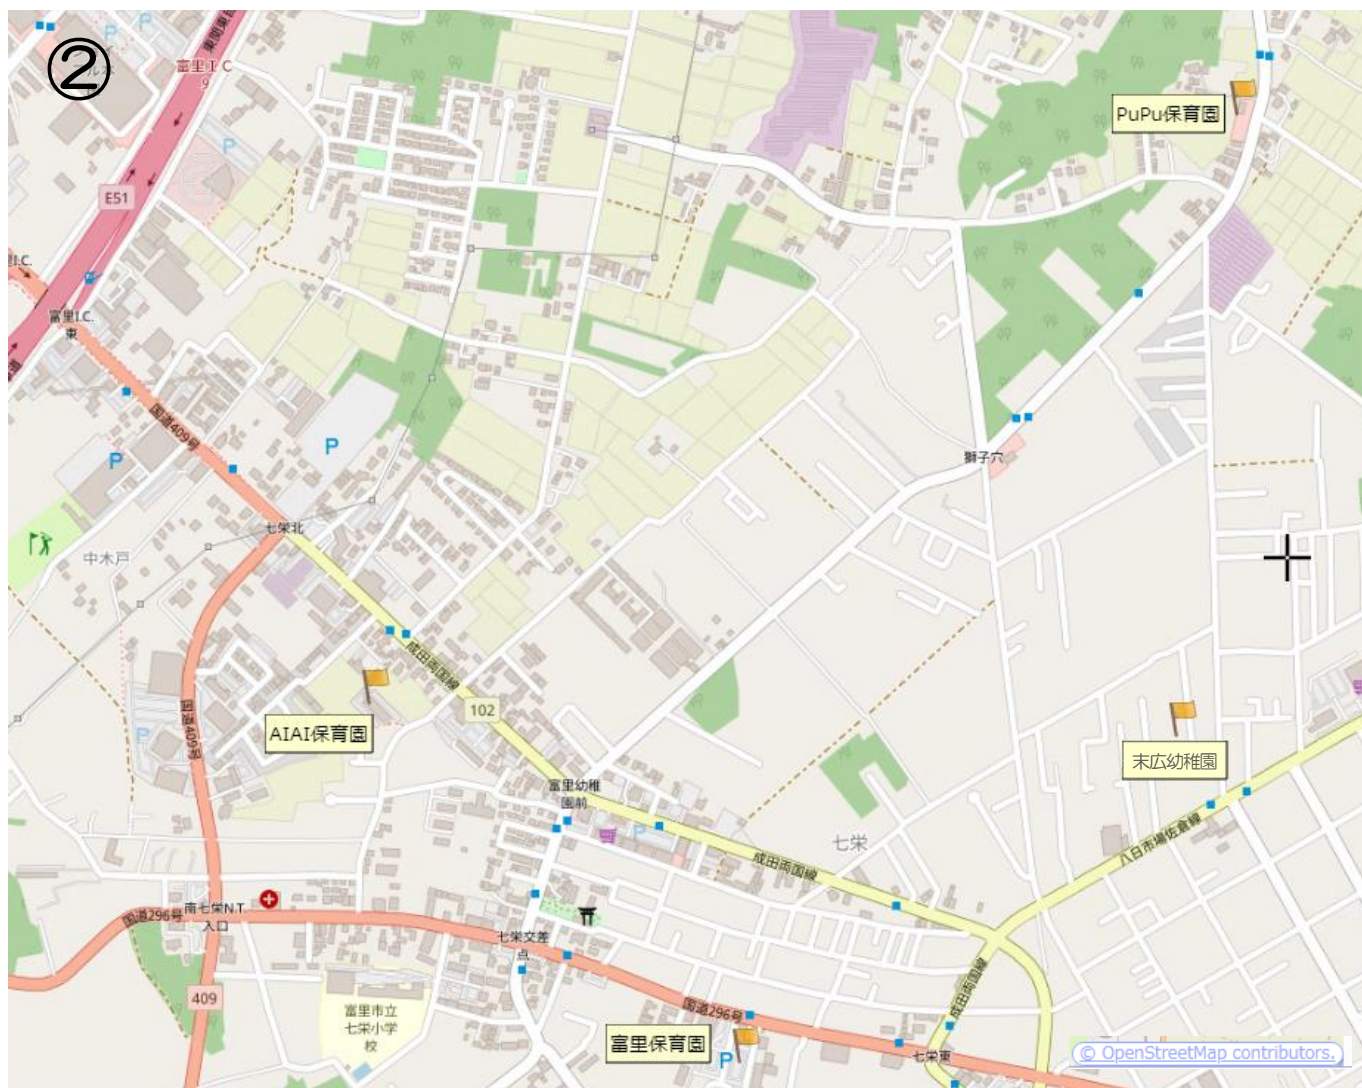 ②
富里I C
9
PuPu保育園
E51
富里I.C.
東
国道409号
P
P
P
P
獅子穴
七栄北
中木戸
成田両国線
102
AIAI保育園
国道409号
P
末広幼稚園
富里幼稚
園前
P
七栄
成田両国線
八日市場佐倉線
国道296号
南七栄N.T.
入口
七栄交差
点
成田両国線
409
富里市立
七栄小学
校
国道296号
富里保育園
P
七栄東
© OpenStreetMap contributors.